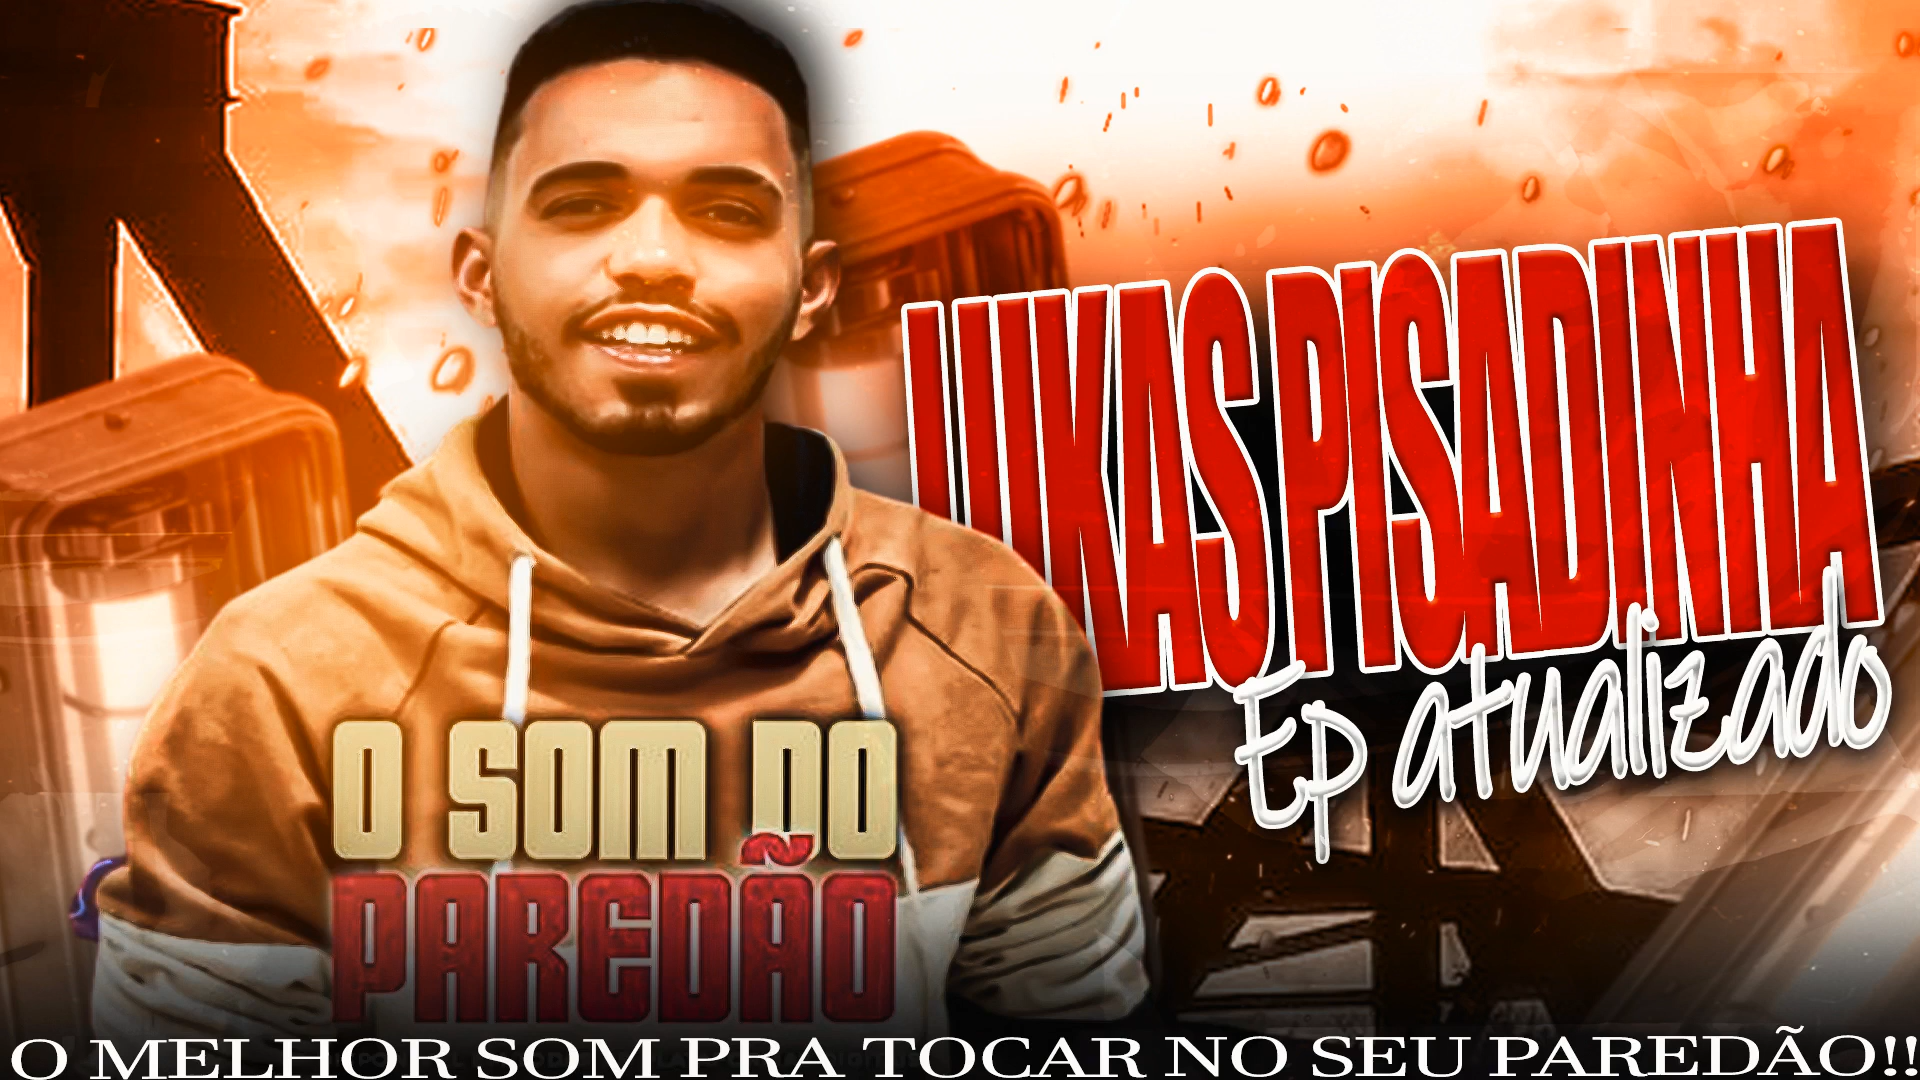 LUKAS PISADINHA
Ep atualizado
O SOM DO
PAREDÃO
O MELHOR SOM PRA TOCAR NO SEU PAREDÃO!!